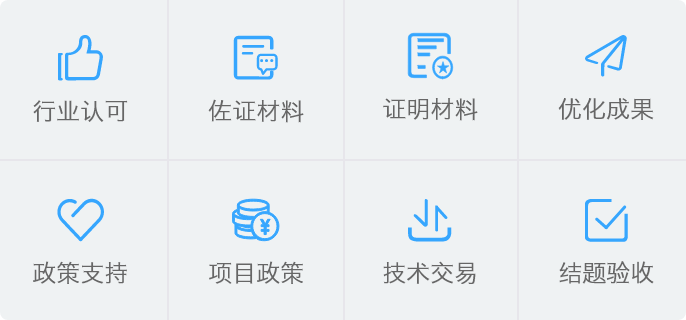 行业认可
佐证材料
证明材料
优化成果
政策支持
项目政策
技术交易
结题验收